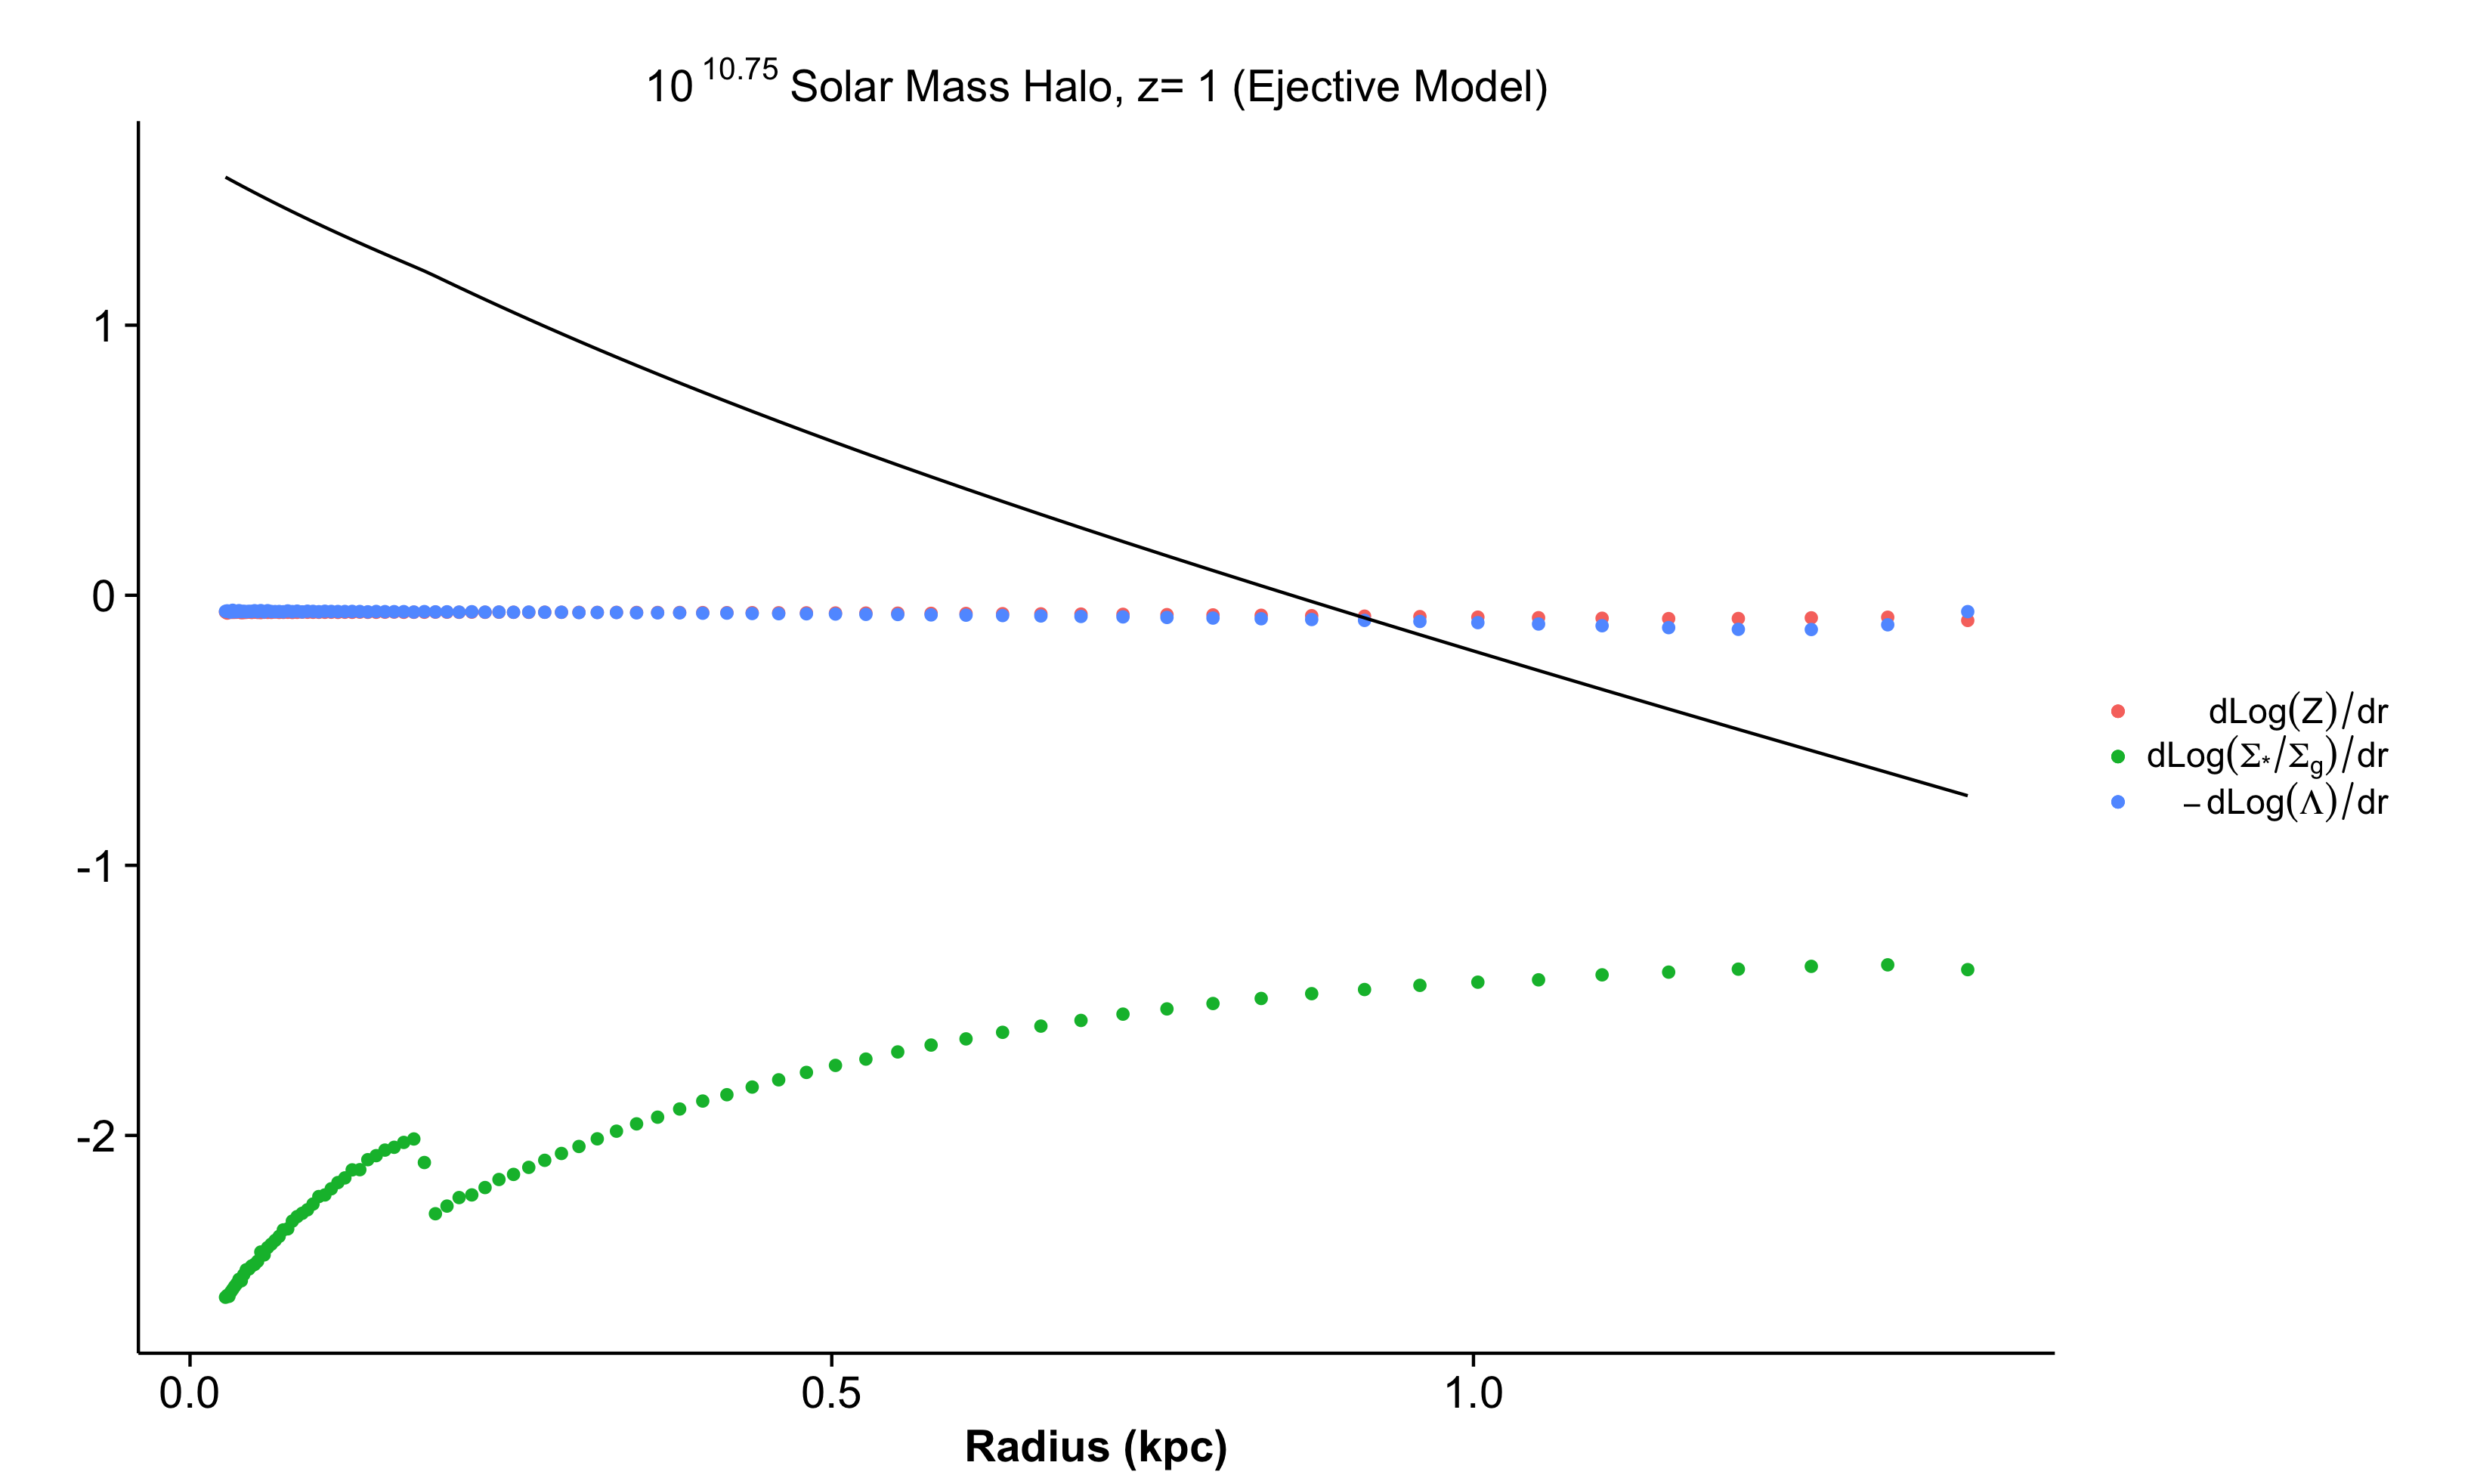 10^10.75 Solar Mass Halo, z= 1 (Ejective Model)
1
0
-1
-2
0.0 0.5 1.0
Radius (kpc)
dLog(Z)/dr
dLog(Σ*/Σg)/dr
−dLog(Λ)/dr